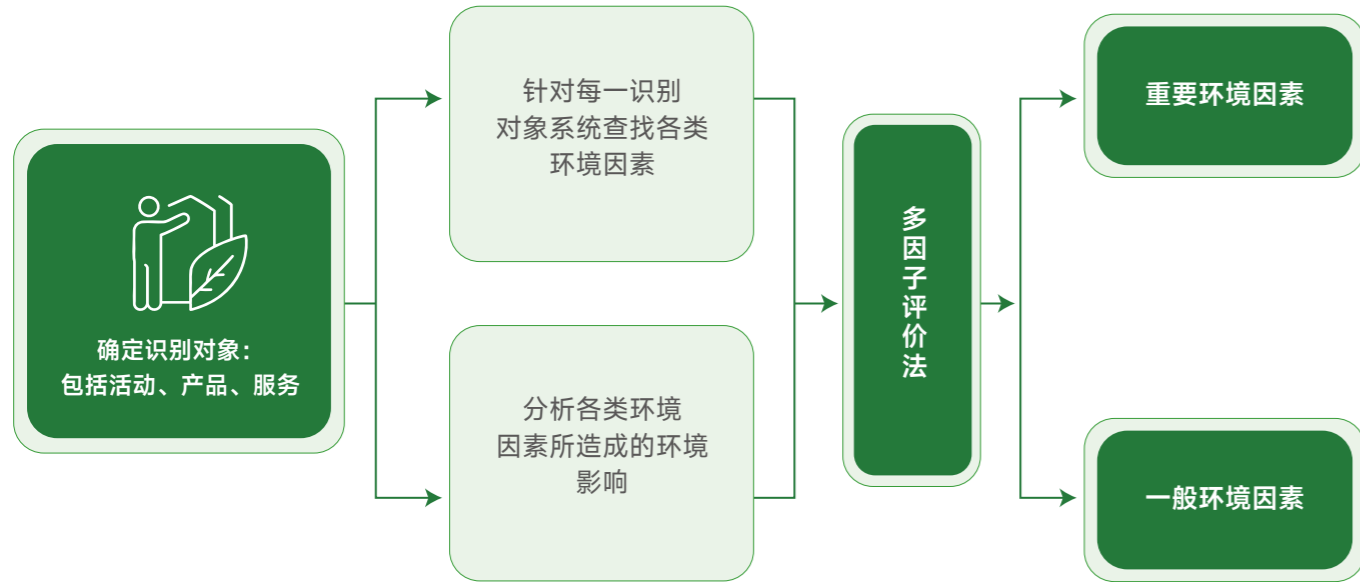 确定识别对象：
包括活动、产品、服务
针对每一识别
对象系统查找各类
环境因素
分析各类环境
因素所造成的环境
影响
多因子评价法
重要环境因素
一般环境因素